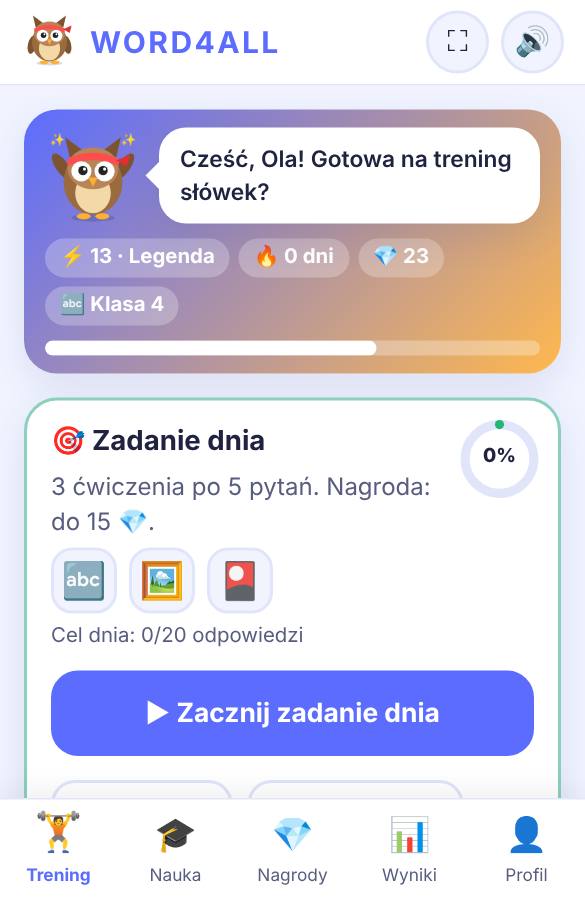 WORD4ALL
Cześć, Ola! Gotowa na trening
słówek?
13 · Legenda
0 dni
23
abc Klasa 4
Zadanie dnia
0%
3 ćwiczenia po 5 pytań. Nagroda:
do 15 💎.
abc
Cel dnia: 0/20 odpowiedzi
▶ Zacznij zadanie dnia
Trening
Nauka
Nagrody
Wyniki
Profil